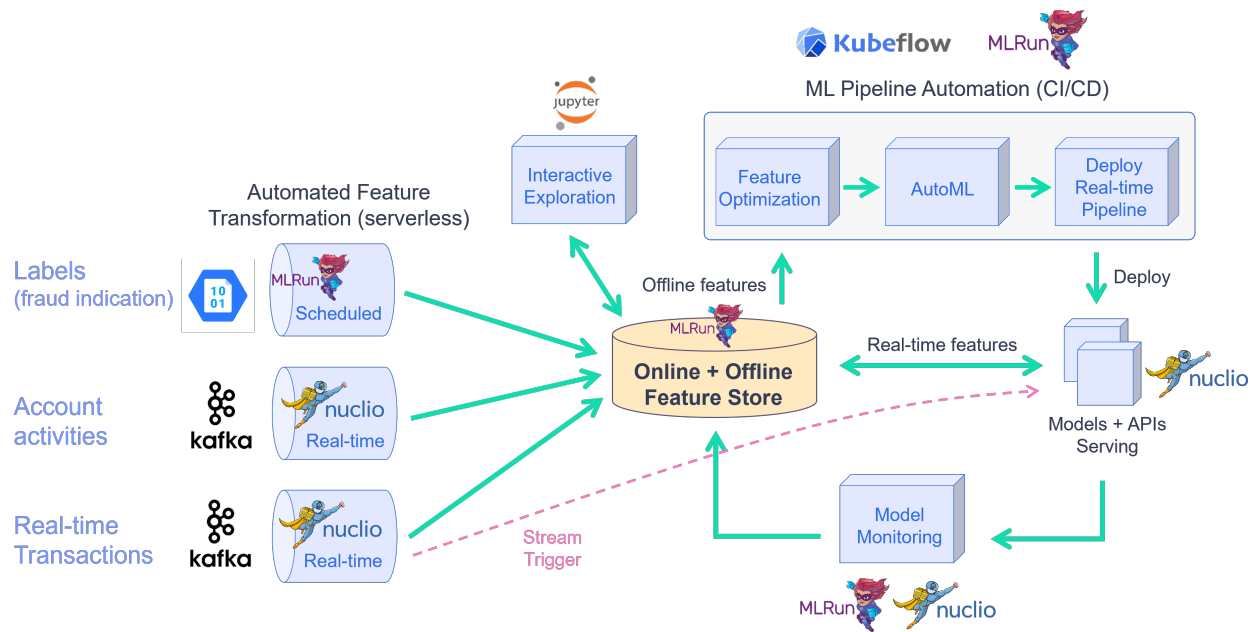 Kubeflow
MLRun
ML Pipeline Automation (CI/CD)
jupyter
Interactive
Exploration
Feature
Optimization
AutoML
Deploy
Real-time
Pipeline
Automated Feature
Transformation (serverless)
Labels
(fraud indication)
10
01
MLRun
Scheduled
Offline features
Deploy
MLRun
Online + Offline
Feature Store
Real-time features
nuclio
Models + APIs
Serving
Account
activities
kafka
nuclio
Real-time
Real-time
Transactions
kafka
nuclio
Real-time
Stream
Trigger
Model
Monitoring
MLRun
nuclio